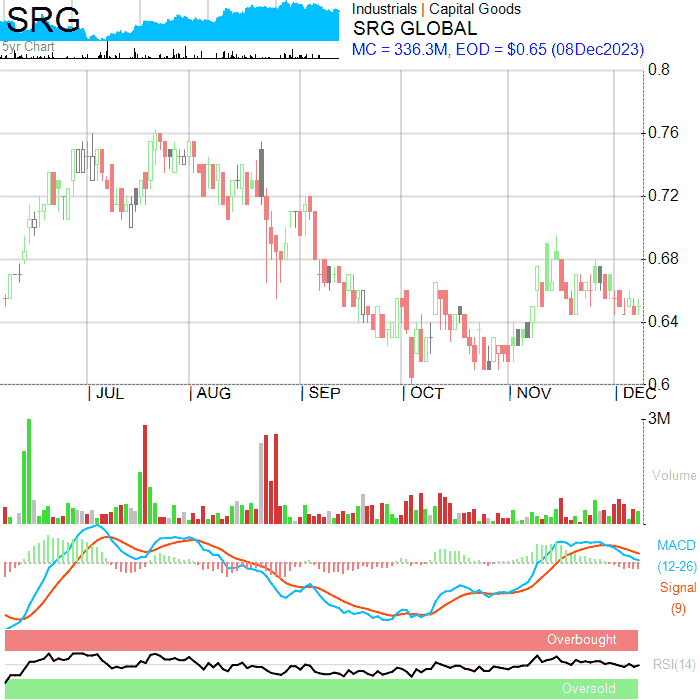 SRG
5yr Chart
Industrials | Capital Goods
SRG GLOBAL
MC = 336.3M, EOD = $0.65 (08Dec2023)
0.8
0.76
0.72
0.68
0.64
0.6
JUL AUG SEP OCT NOV DEC
3M
Volume
MACD
(12-26)
Signal
(9)
Overbought
RSI(14)
Oversold